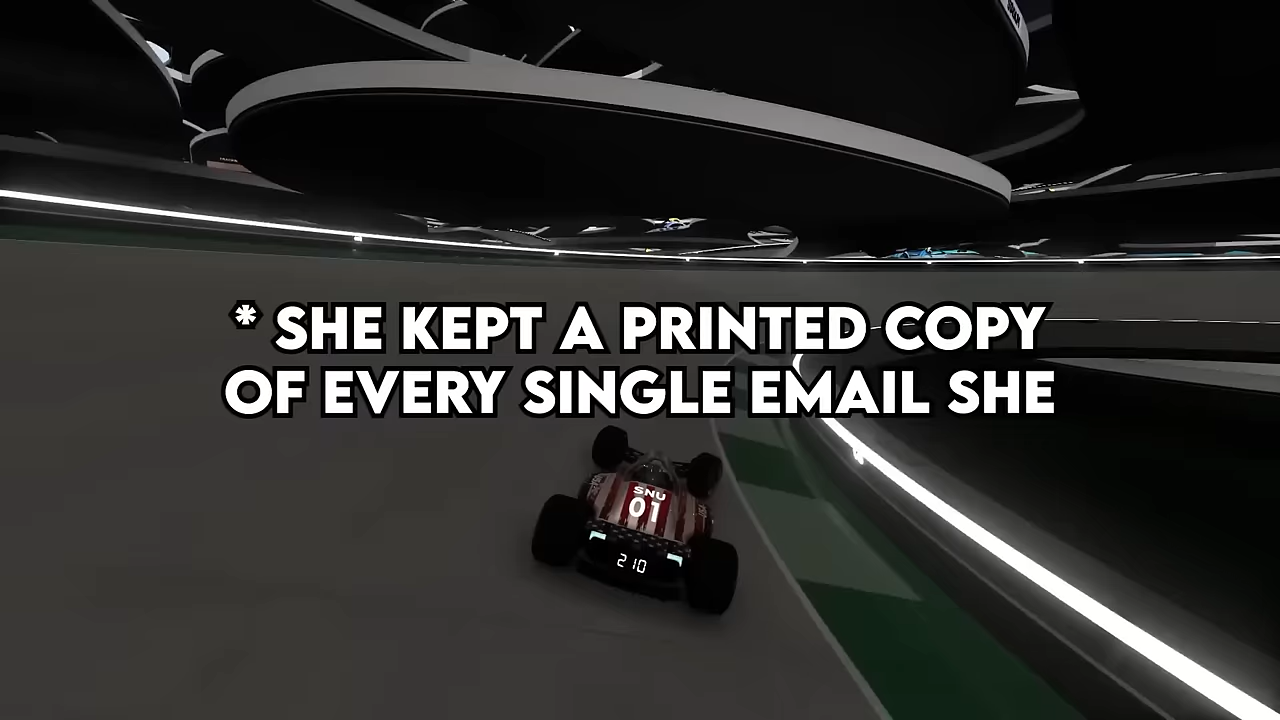 * SHE KEPT A PRINTED COPY
OF EVERY SINGLE EMAIL SHE
SNU
01
210